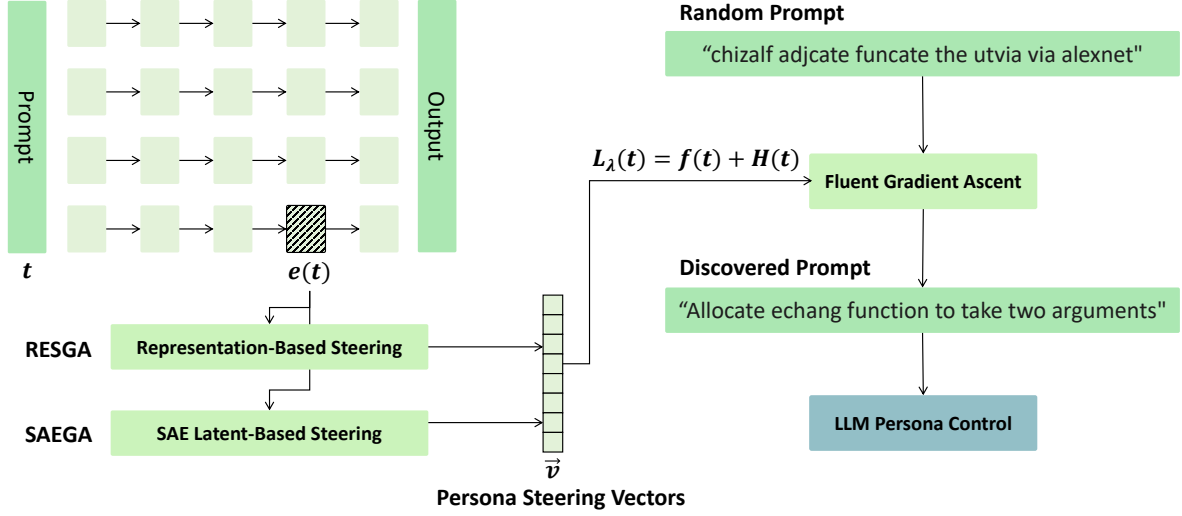 Prompt
Output
t
e(t)
RESGA
Representation-Based Steering
SAEGA
SAE Latent-Based Steering
v⃗
Persona Steering Vectors
L_λ(t) = f(t) + H(t)
Random Prompt
“chizalf adjcate funcate the utvia via alexnet"
Fluent Gradient Ascent
Discovered Prompt
“Allocate echang function to take two arguments"
LLM Persona Control